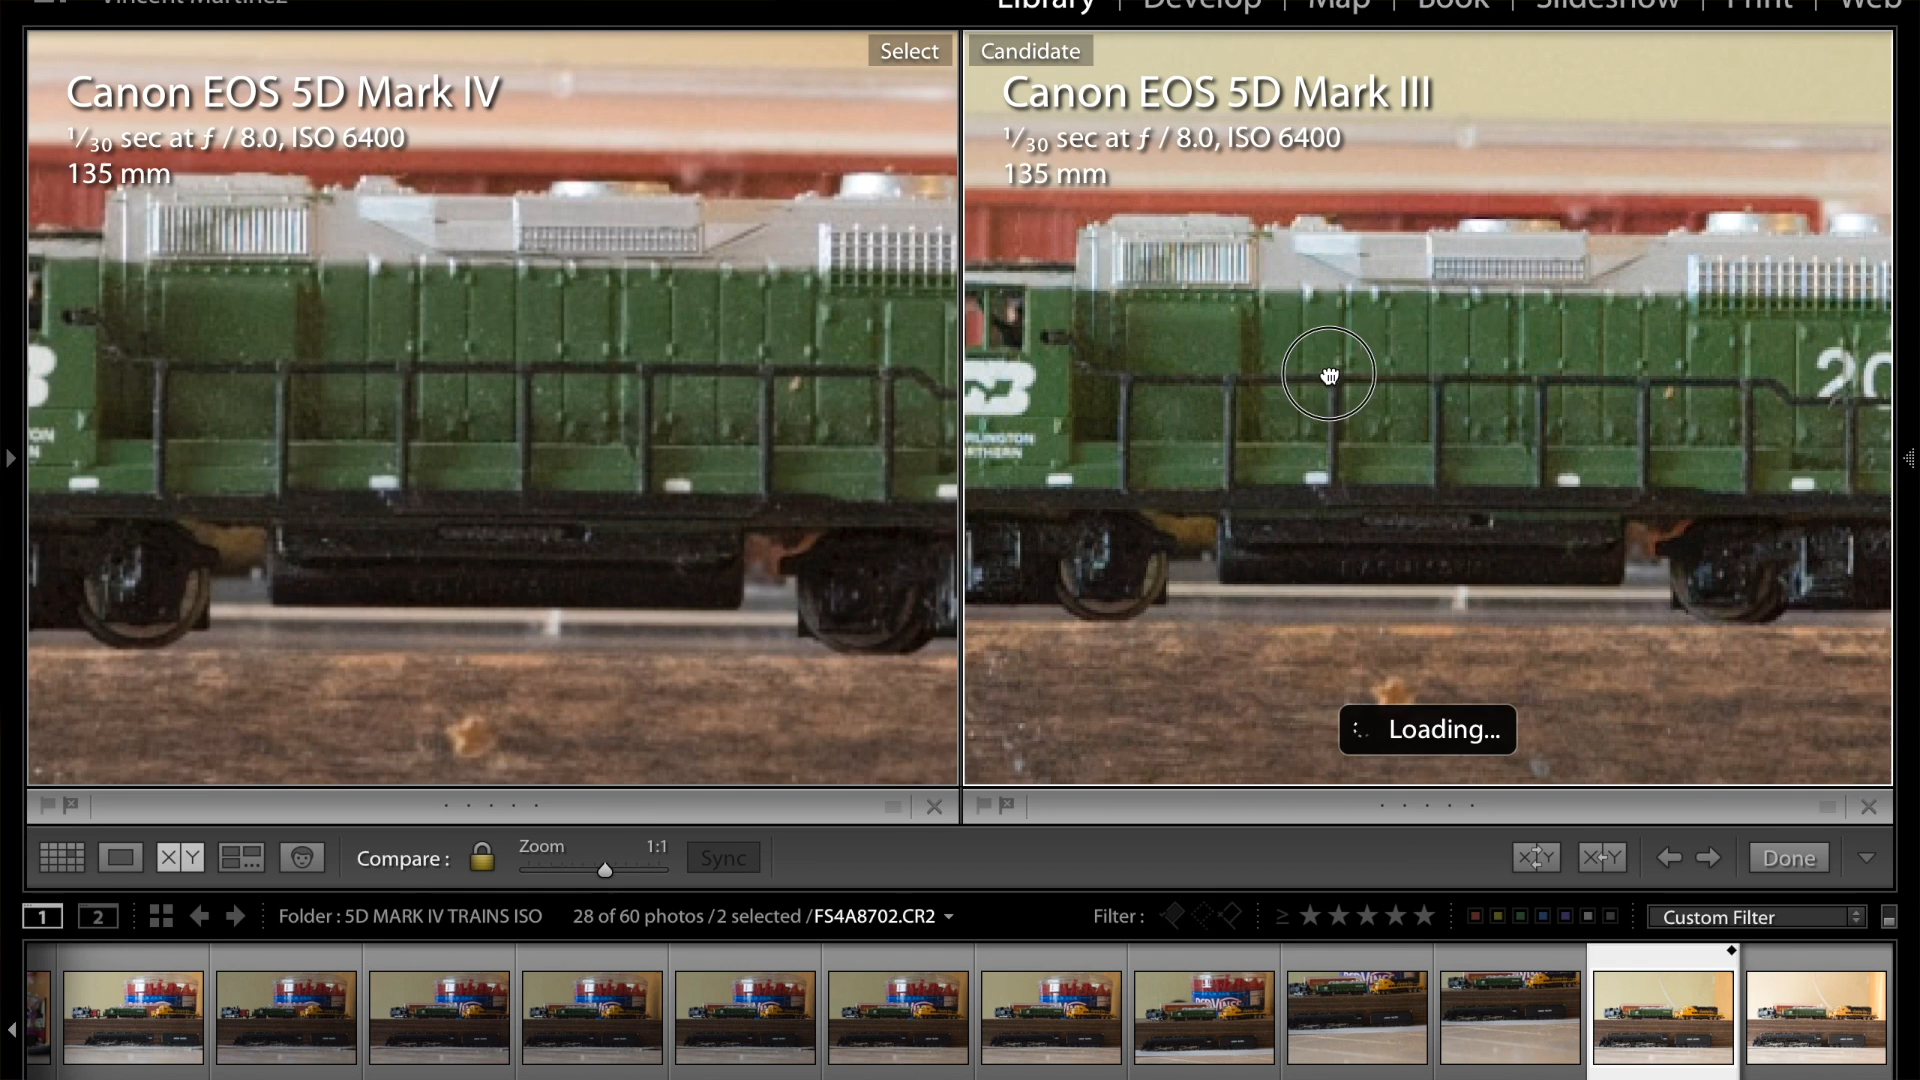 Vincent Martinez
Library | Develop | Map | Book | Slideshow | Print | Web
Select
Canon EOS 5D Mark IV
1/30 sec at ƒ / 8.0, ISO 6400
135 mm
Candidate
Canon EOS 5D Mark III
1/30 sec at ƒ / 8.0, ISO 6400
135 mm
20
Loading...
Compare :
Zoom 1:1
Sync
Done
1 2
Folder : 5D MARK IV TRAINS ISO
28 of 60 photos / 2 selected / FS4A8702.CR2
Filter :
≥
Custom Filter